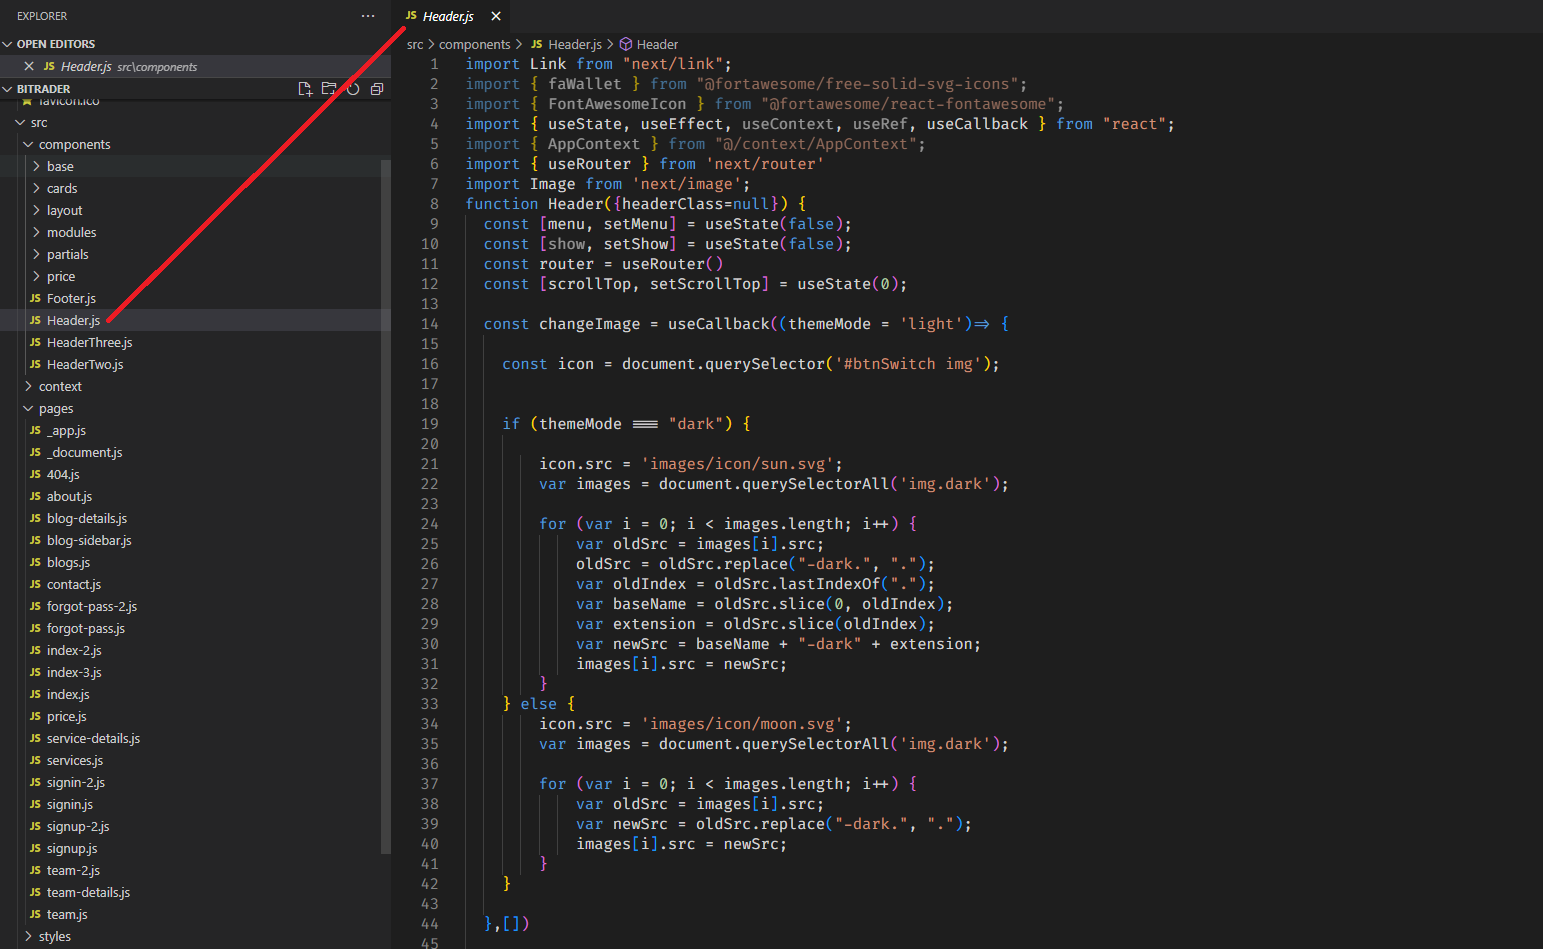 EXPLORER
OPEN EDITORS
JS Header.js src\components
BITRADER
favicon.ico
src
components
base
cards
layout
modules
partials
price
JS Footer.js
JS Header.js
JS HeaderThree.js
JS HeaderTwo.js
context
pages
JS _app.js
JS _document.js
JS 404.js
JS about.js
JS blog-details.js
JS blog-sidebar.js
JS blogs.js
JS contact.js
JS forgot-pass-2.js
JS forgot-pass.js
JS index-2.js
JS index-3.js
JS index.js
JS price.js
JS service-details.js
JS services.js
JS signin-2.js
JS signin.js
JS signup-2.js
JS signup.js
JS team-2.js
JS team-details.js
JS team.js
styles
JS Header.js
src > components > JS Header.js > Header
1 import Link from "next/link";
2 import { faWallet } from "@fortawesome/free-solid-svg-icons";
3 import { FontAwesomeIcon } from "@fortawesome/react-fontawesome";
4 import { useState, useEffect, useContext, useRef, useCallback } from "react";
5 import { AppContext } from "@/context/AppContext";
6 import { useRouter } from 'next/router'
7 import Image from 'next/image';
8 function Header({headerClass=null}) {
9 const [menu, setMenu] = useState(false);
10 const [show, setShow] = useState(false);
11 const router = useRouter()
12 const [scrollTop, setScrollTop] = useState(0);
13
14 const changeImage = useCallback((themeMode = 'light')=> {
15
16 const icon = document.querySelector('#btnSwitch img');
17
18
19 if (themeMode === "dark") {
20
21 icon.src = 'images/icon/sun.svg';
22 var images = document.querySelectorAll('img.dark');
23
24 for (var i = 0; i < images.length; i++) {
25 var oldSrc = images[i].src;
26 oldSrc = oldSrc.replace("-dark.", ".");
27 var oldIndex = oldSrc.lastIndexOf(".");
28 var baseName = oldSrc.slice(0, oldIndex);
29 var extension = oldSrc.slice(oldIndex);
30 var newSrc = baseName + "-dark" + extension;
31 images[i].src = newSrc;
32 }
33 } else {
34 icon.src = 'images/icon/moon.svg';
35 var images = document.querySelectorAll('img.dark');
36
37 for (var i = 0; i < images.length; i++) {
38 var oldSrc = images[i].src;
39 var newSrc = oldSrc.replace("-dark.", ".");
40 images[i].src = newSrc;
41 }
42 }
43
44 },[])
45